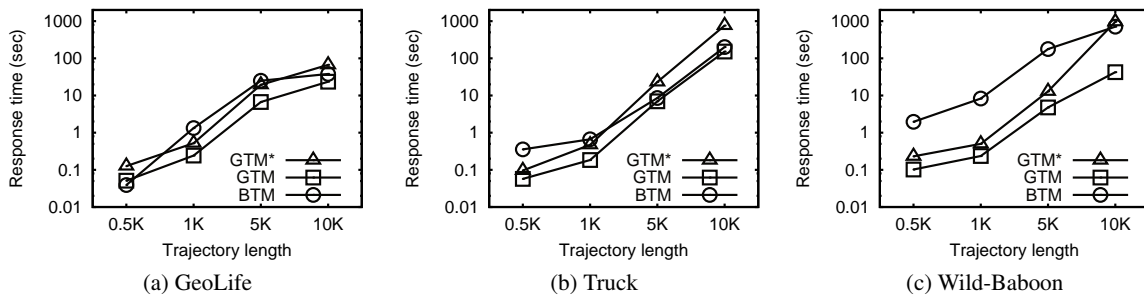 Response time (sec)
1000
100
10
1
0.1
0.01
GTM*
GTM
BTM
0.5K 1K 5K 10K
Trajectory length
(a) GeoLife
Response time (sec)
1000
100
10
1
0.1
0.01
GTM*
GTM
BTM
0.5K 1K 5K 10K
Trajectory length
(b) Truck
Response time (sec)
1000
100
10
1
0.1
0.01
GTM*
GTM
BTM
0.5K 1K 5K 10K
Trajectory length
(c) Wild-Baboon